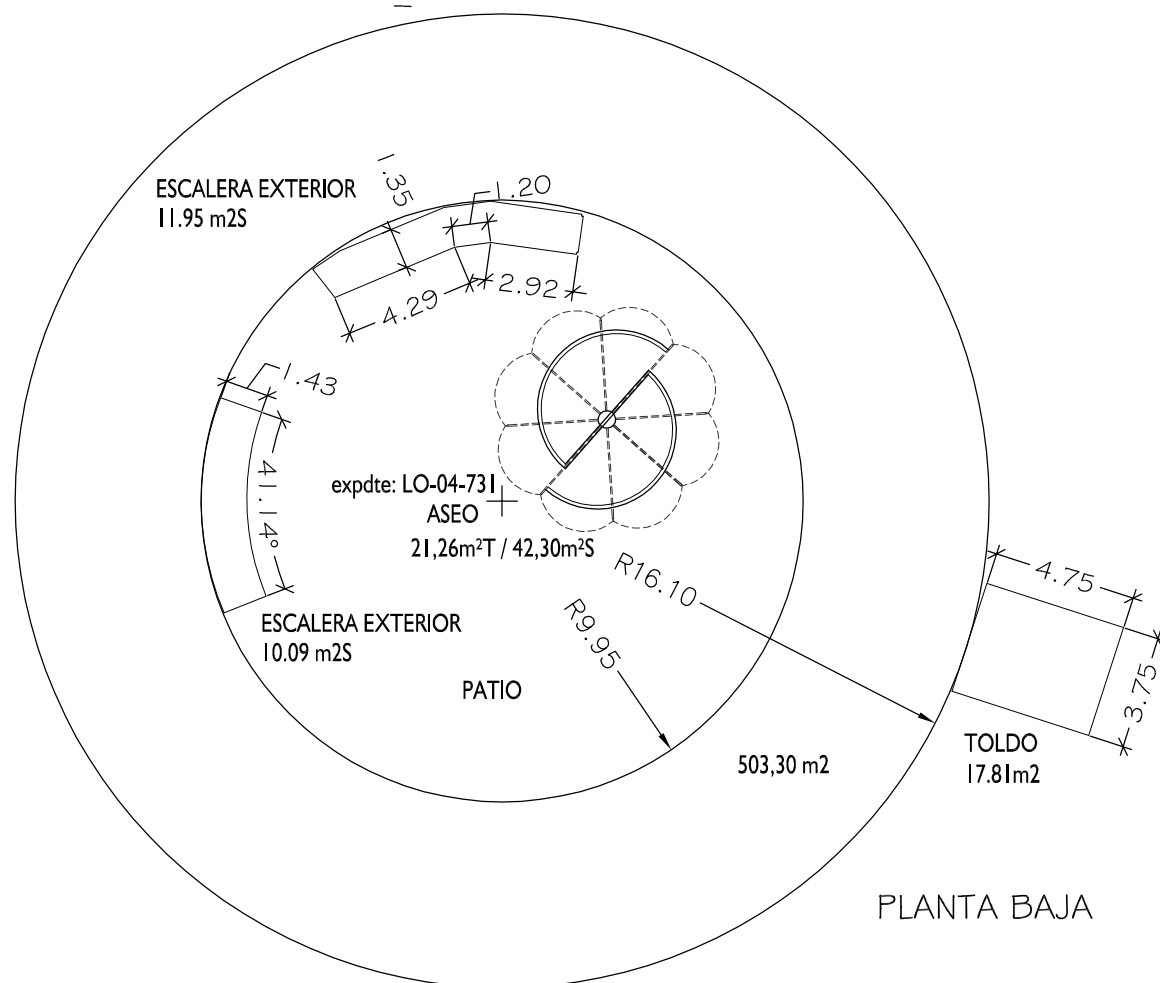 ESCALERA EXTERIOR
11.95 m2S
1.35
1.20
4.29
2.92
1.43
41.14°
expdte: LO-04-731
ASEO
21,26m²T / 42,30m²S
R16.10
4.75
R9.95
ESCALERA EXTERIOR
10.09 m2S
3.75
PATIO
TOLDO
17.81m2
503,30 m2
PLANTA BAJA